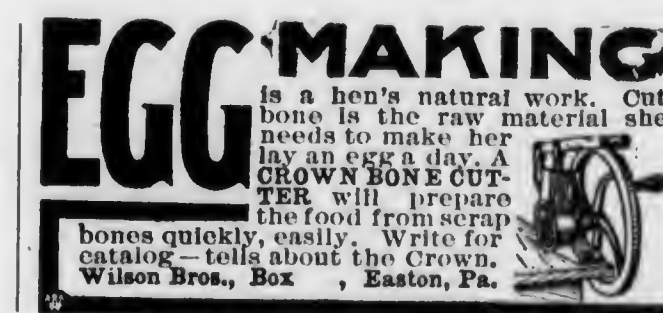 EGG MAKING
is a hen's natural work. Cut
bone is the raw material she
needs to make her
lay an egg a day. A
CROWN BONE CUT-
TER will prepare
the food from scrap
bones quickly, easily. Write for
catalog—tells about the Crown.
Wilson Bros., Box , Easton, Pa.